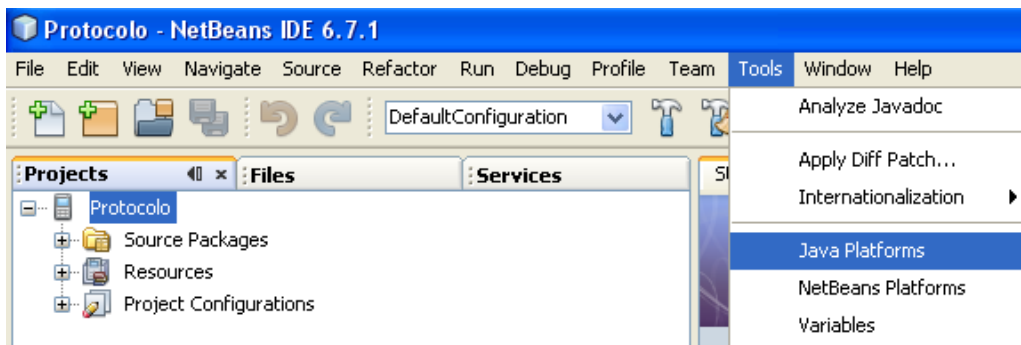 Protocolo - NetBeans IDE 6.7.1
File Edit View Navigate Source Refactor Run Debug Profile Team Tools Window Help
DefaultConfiguration
Analyze Javadoc
Apply Diff Patch...
Internationalization
Java Platforms
NetBeans Platforms
Variables
Projects Files Services
Protocolo
Source Packages
Resources
Project Configurations